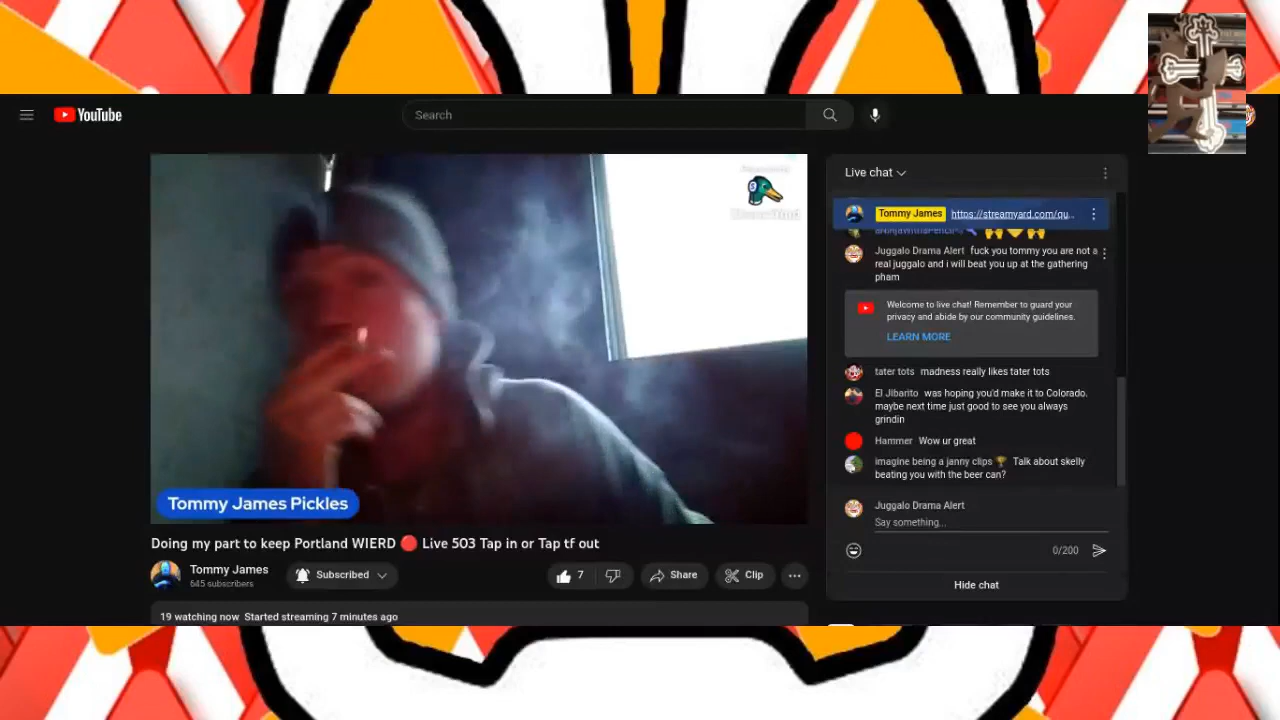 YouTube
Search
Live chat
Tommy James https://streamyard.com/qu...
Juggalo Drama Alert fuck you tommy you are not a
real juggalo and i will beat you up at the gathering
pham
Welcome to live chat! Remember to guard your
privacy and abide by our community guidelines.
LEARN MORE
tater tots madness really likes tater tots
El Jibarito was hoping you'd make it to Colorado.
maybe next time just good to see you always
grindin
Hammer Wow ur great
imagine being a janny clips 🏆 Talk about skelly
beating you with the beer can?
Juggalo Drama Alert
Say something...
0/200
Hide chat
Tommy James Pickles
Doing my part to keep Portland WIERD 🔴 Live 503 Tap in or Tap tf out
Tommy James
645 subscribers
Subscribed
7
Share
Clip
19 watching now Started streaming 7 minutes ago